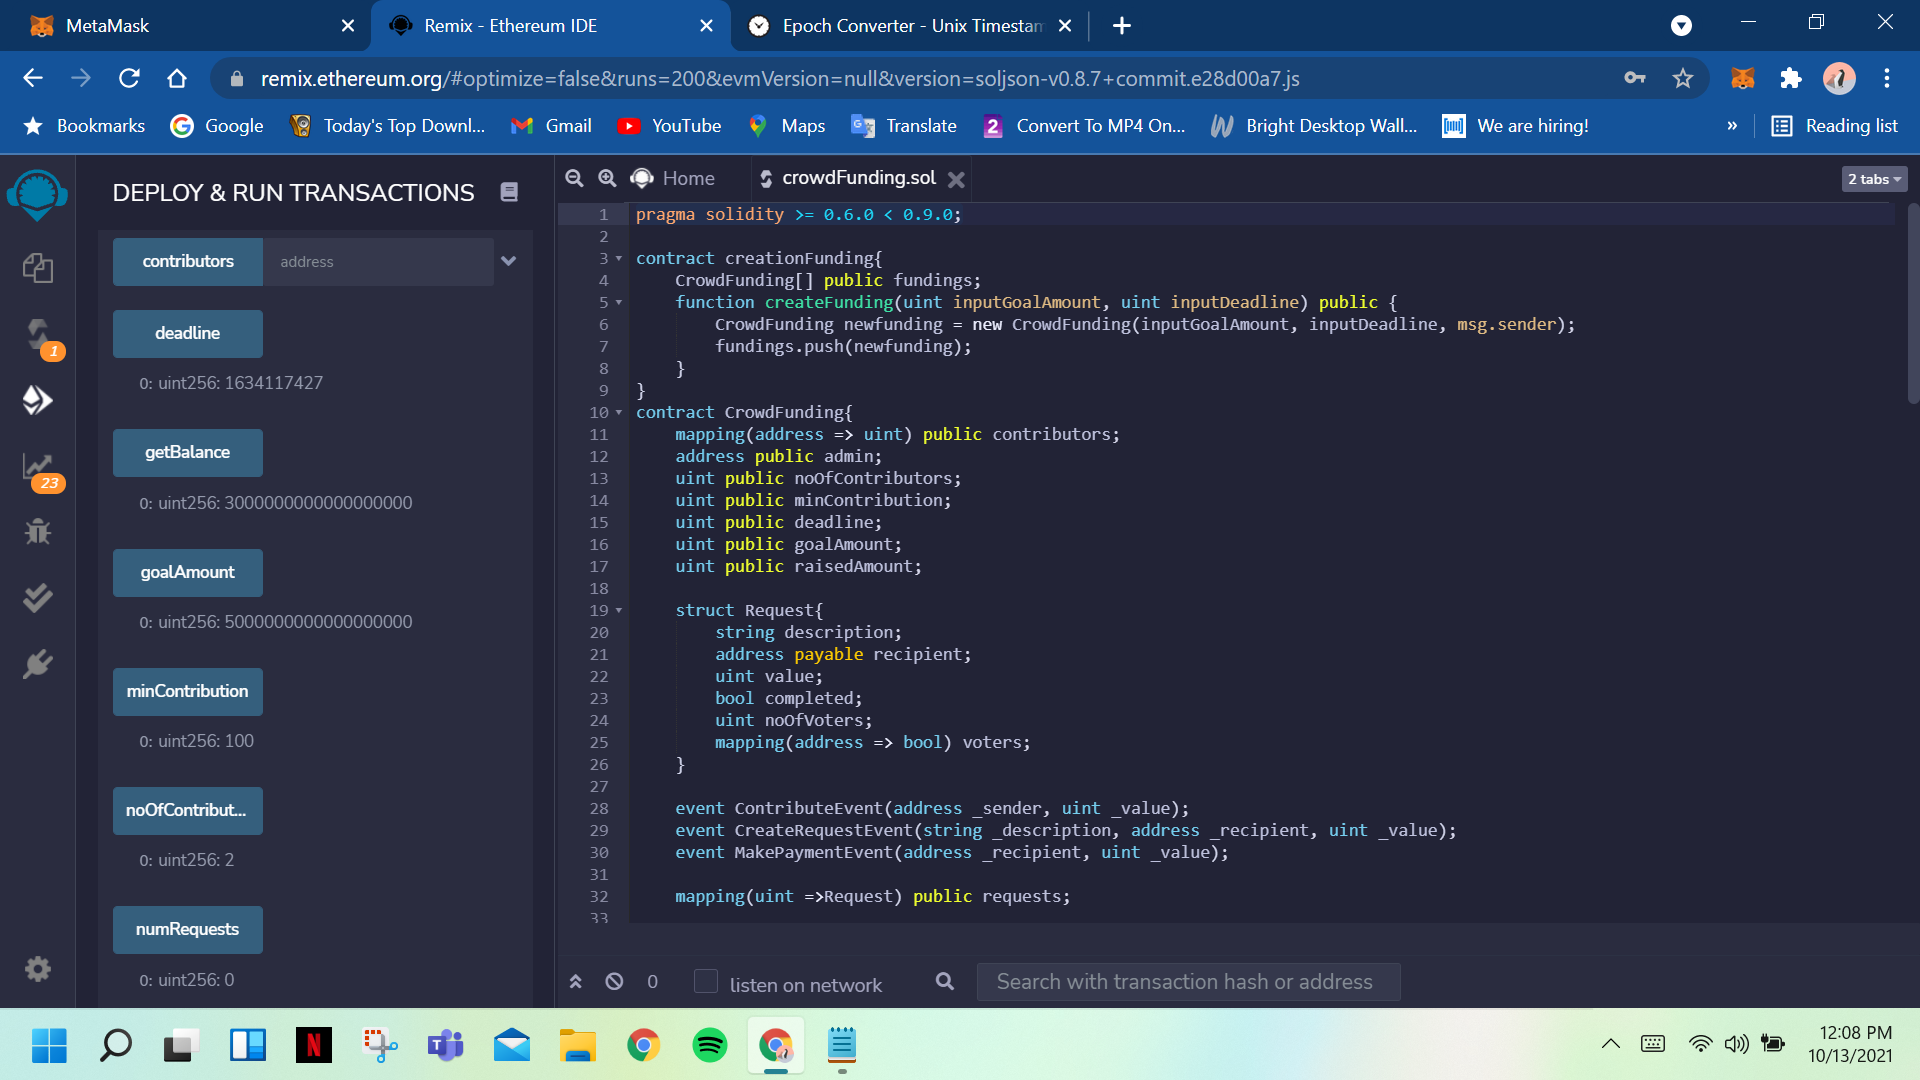 MetaMask
Remix - Ethereum IDE
Epoch Converter - Unix Timestam
remix.ethereum.org/#optimize=false&runs=200&evmVersion=null&version=soljson-v0.8.7+commit.e28d00a7.js
Bookmarks
Google
Today's Top Downl...
Gmail
YouTube
Maps
Translate
2
Convert To MP4 On...
Bright Desktop Wall...
We are hiring!
»
Reading list
DEPLOY & RUN TRANSACTIONS
Home
crowdFunding.sol
2 tabs
contributors
address
deadline
0: uint256: 1634117427
getBalance
0: uint256: 3000000000000000000
goalAmount
0: uint256: 5000000000000000000
minContribution
0: uint256: 100
noOfContribut...
0: uint256: 2
numRequests
0: uint256: 0
1
23
1 pragma solidity >= 0.6.0 < 0.9.0;
2
3 contract creationFunding{
4 CrowdFunding[] public fundings;
5 function createFunding(uint inputGoalAmount, uint inputDeadline) public {
6 CrowdFunding newfunding = new CrowdFunding(inputGoalAmount, inputDeadline, msg.sender);
7 fundings.push(newfunding);
8 }
9 }
10 contract CrowdFunding{
11 mapping(address => uint) public contributors;
12 address public admin;
13 uint public noOfContributors;
14 uint public minContribution;
15 uint public deadline;
16 uint public goalAmount;
17 uint public raisedAmount;
18
19 struct Request{
20 string description;
21 address payable recipient;
22 uint value;
23 bool completed;
24 uint noOfVoters;
25 mapping(address => bool) voters;
26 }
27
28 event ContributeEvent(address _sender, uint _value);
29 event CreateRequestEvent(string _description, address _recipient, uint _value);
30 event MakePaymentEvent(address _recipient, uint _value);
31
32 mapping(uint =>Request) public requests;
33
0
listen on network
Search with transaction hash or address
N
T
12:08 PM
10/13/2021